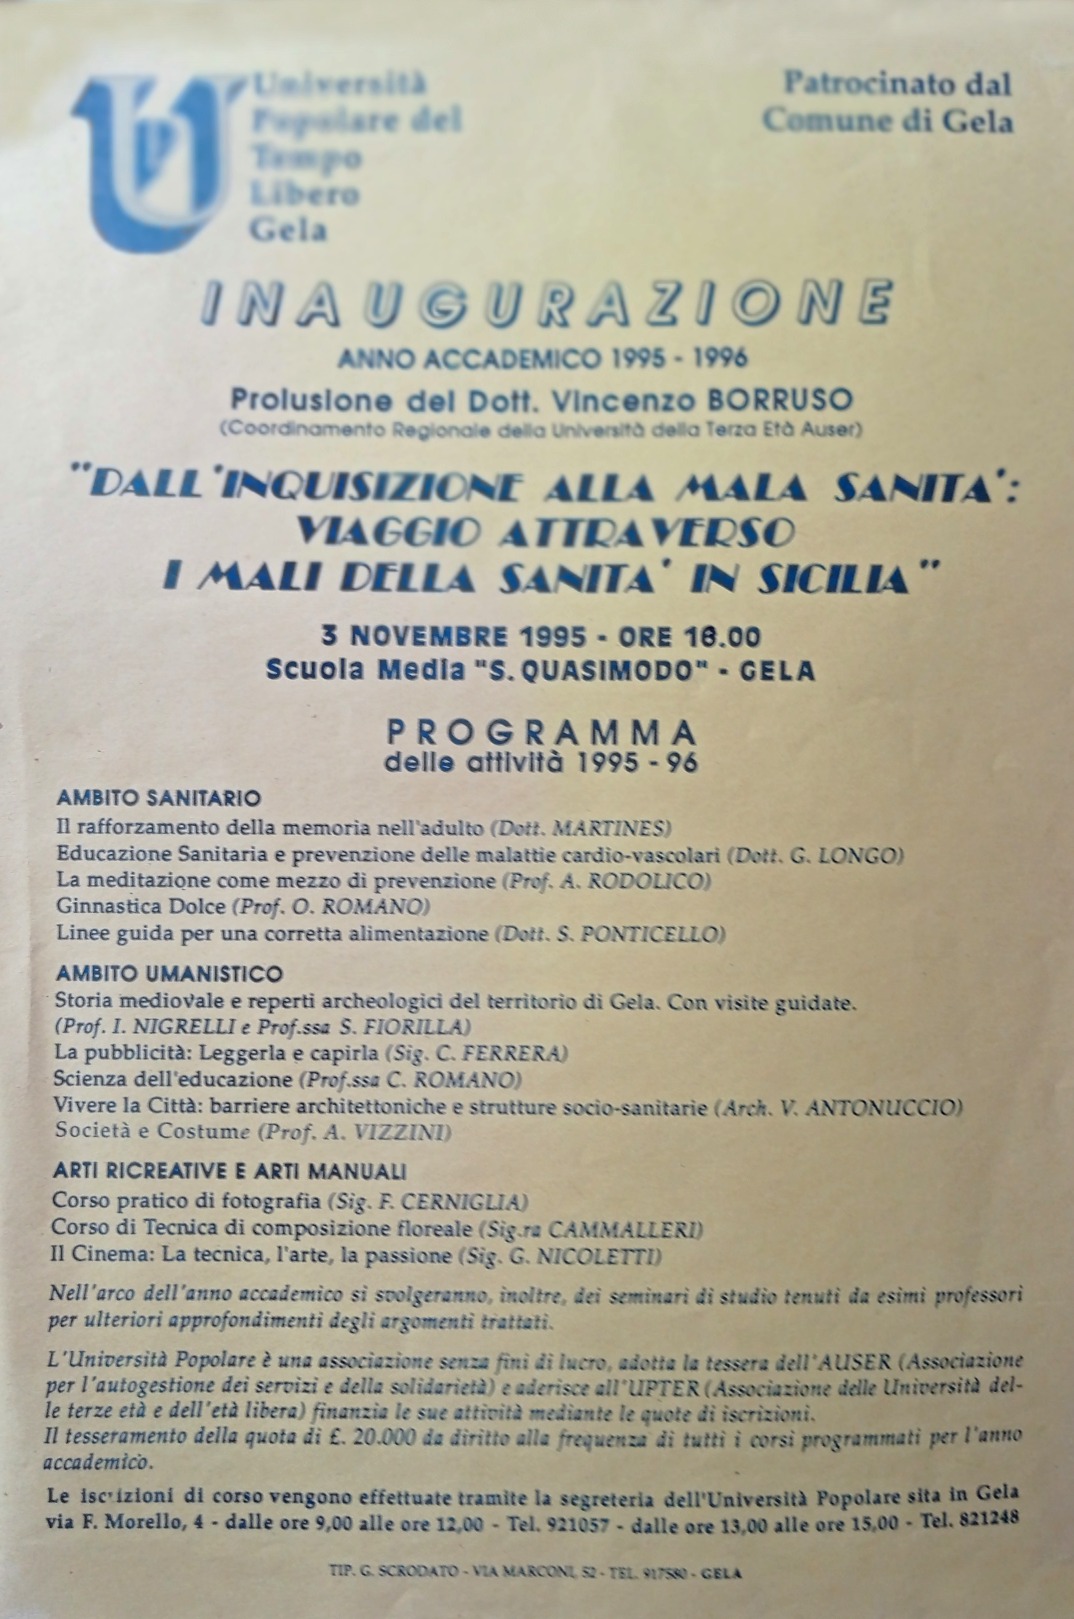 Università
Popolare del
Tempo
Libero
Gela
Patrocinato dal
Comune di Gela
INAUGURAZIONE
ANNO ACCADEMICO 1995 - 1996
Prolusione del Dott. Vincenzo BORRUSO
(Coordinamento Regionale della Università della Terza Età Auser)
"DALL'INQUISIZIONE ALLA MALA SANITA':
VIAGGIO ATTRAVERSO
I MALI DELLA SANITA' IN SICILIA"
3 NOVEMBRE 1995 - ORE
Scuola Media "S. QUASIMODO" - GELA
PROGRAMMA
delle attività 1995 - 96
AMBITO SANITARIO
Il rafforzamento della memoria nell'adulto (Dott. MARTINES)
Educazione Sanitaria e prevenzione delle malattie cardio-vascolari (Dott. G. LONGO)
La meditazione come mezzo di prevenzione (Prof. A. RODOLICO)
Ginnastica Dolce (Prof. O. ROMANO)
Linee guida per una corretta alimentazione (Dott. S. PONTICELLO)
AMBITO UMANISTICO
Storia medio­vale e reperti archeologici del territorio di Gela. Con visite guidate.
(Prof. I. NIGRELLI e Prof.ssa S. FIORILLA)
La pubblicità: Leggerla e capirla (Sig. C. FERRERA)
Scienza dell'educazione (Prof.ssa C. ROMANO)
Vivere la Città: barriere architettoniche e strutture socio-sanitarie (Arch. V. ANTONUCCIO)
Società e Costume (Prof. A. VIZZINI)
ARTI RICREATIVE E ARTI MANUALI
Corso pratico di fotografia (Sig. F. CERNIGLIA)
Corso di Tecnica di composizione floreale (Sig.ra CAMMALLERI)
Il Cinema: La tecnica, l'arte, la passione (Sig. G. NICOLETTI)
Nell'arco dell'anno accademico si svolgeranno, inoltre, dei seminari di studio tenuti da esimi professori
per ulteriori approfondimenti degli argomenti trattati.
L'Università Popolare è una associazione senza fini di lucro, adotta la tessera dell'AUSER (Associazione
per l'autogestione dei servizi e della solidarietà) e aderisce all'UPTER (Associazione delle Università del-
le terze età e dell'età libera) finanzia le sue attività mediante le quote di iscrizioni.
Il tesseramento della quota di £. 20.000 da diritto alla frequenza di tutti i corsi programmati per l'anno
accademico.
Le iscrizioni di corso vengono effettuate tramite la segreteria dell'Università Popolare sita in Gela
via F. Morello, 4 - dalle ore 9,00 alle ore 12,00 - Tel. 921057 - dalle ore 13,00 alle ore 15,00 - Tel. 821248
TIP. G. SCRODATO - VIA MARCONI, 52 - TEL. 917580 - GELA